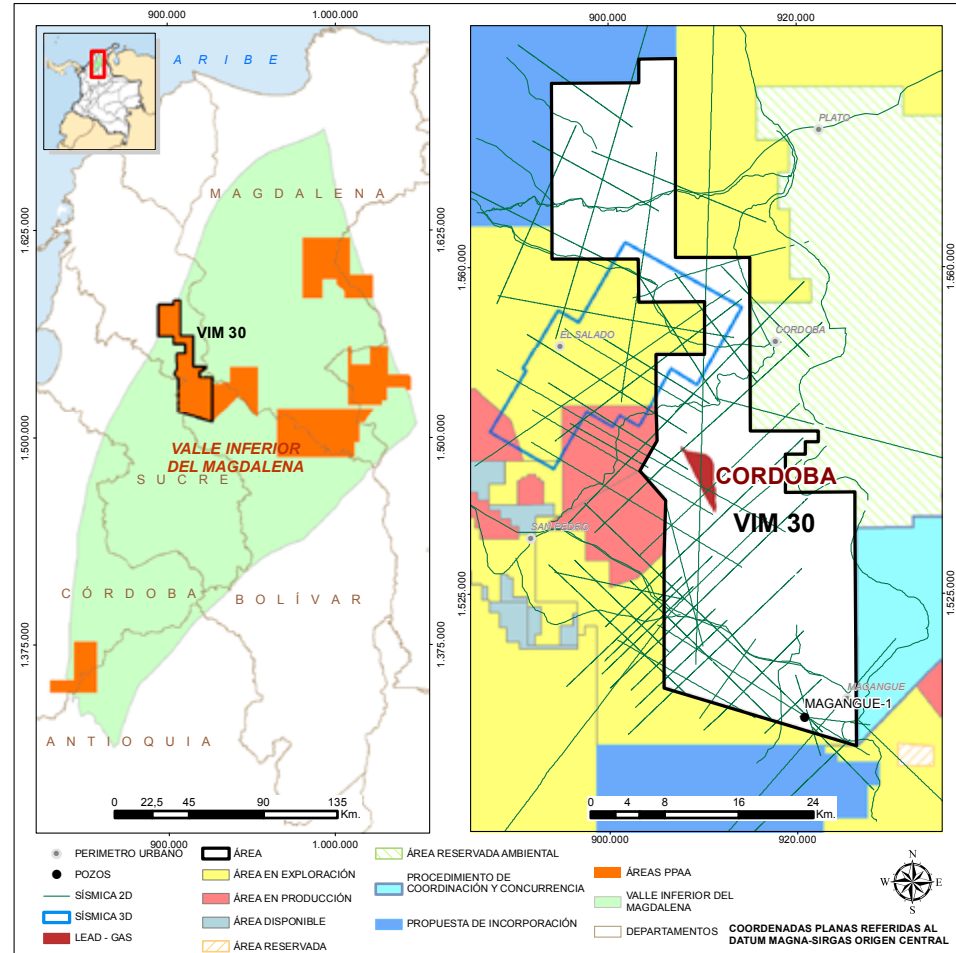 900.000
1.000.000
A R I B E
M A G D A L E N A
1.625.000
1.625.000
VIM 30
1.500.000
1.500.000
VALLE INFERIOR
DEL MAGDALENA
S U C R E
C Ó R D O B A
B O L Í V A R
1.375.000
1.375.000
A N T I O Q U I A
0 22,5 45 90 135
Km.
900.000
1.000.000
900.000
920.000
PLATO
1.560.000
1.560.000
EL SALADO
CORDOBA
CORDOBA
VIM 30
SAN PEDRO
1.525.000
1.525.000
MAGANGUE
MAGANGUE-1
0 4 8 16 24
Km.
900.000
920.000
PERIMETRO URBANO
POZOS
SÍSMICA 2D
SÍSMICA 3D
LEAD - GAS
ÁREA
ÁREA EN EXPLORACIÓN
ÁREA EN PRODUCCIÓN
ÁREA DISPONIBLE
ÁREA RESERVADA
ÁREA RESERVADA AMBIENTAL
PROCEDIMIENTO DE
COORDINACIÓN Y CONCURRENCIA
PROPUESTA DE INCORPORACIÓN
ÁREAS PPAA
VALLE INFERIOR DEL
MAGDALENA
DEPARTAMENTOS
N
W E
S
COORDENADAS PLANAS REFERIDAS AL
DATUM MAGNA-SIRGAS ORIGEN CENTRAL